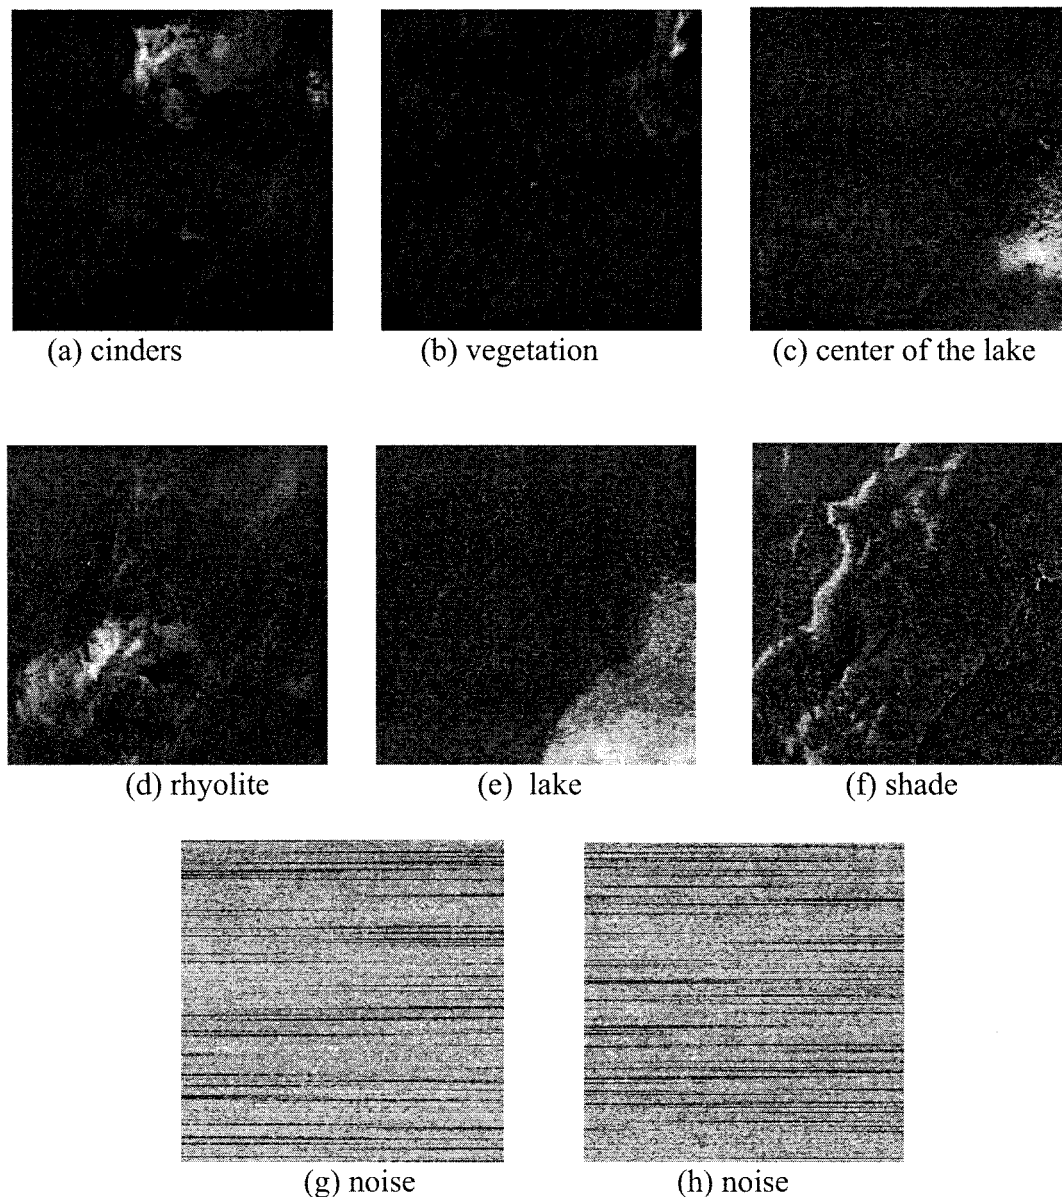 (a) cinders
(b) vegetation
(c) center of the lake
(d) rhyolite
(e) lake
(f) shade
(g) noise
(h) noise